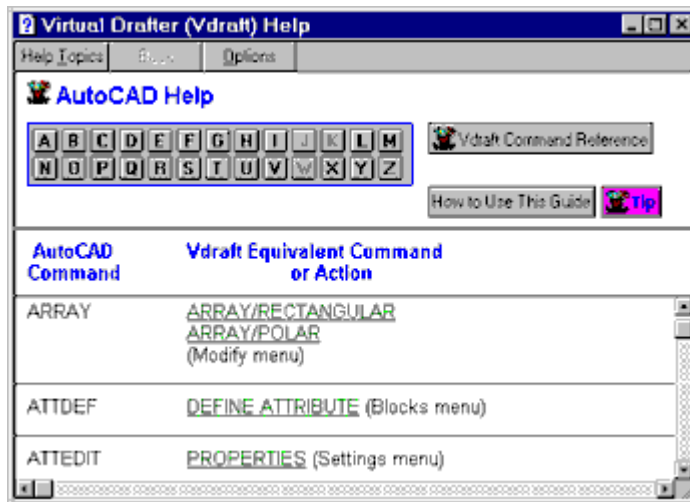 Virtual Drafter (Vdraft) Help
Help Topics Options
AutoCAD Help
A B C D E F G H I J K L M
Vdraft Command Reference
N O P Q R S T U V W X Y Z
How to Use This Guide Tip
AutoCAD Command Vdraft Equivalent Command or Action
ARRAY ARRAY/RECTANGULAR
ARRAY/POLAR
(Modify menu)
ATTDEF DEFINE ATTRIBUTE (Blocks menu)
ATTEDIT PROPERTIES (Settings menu)